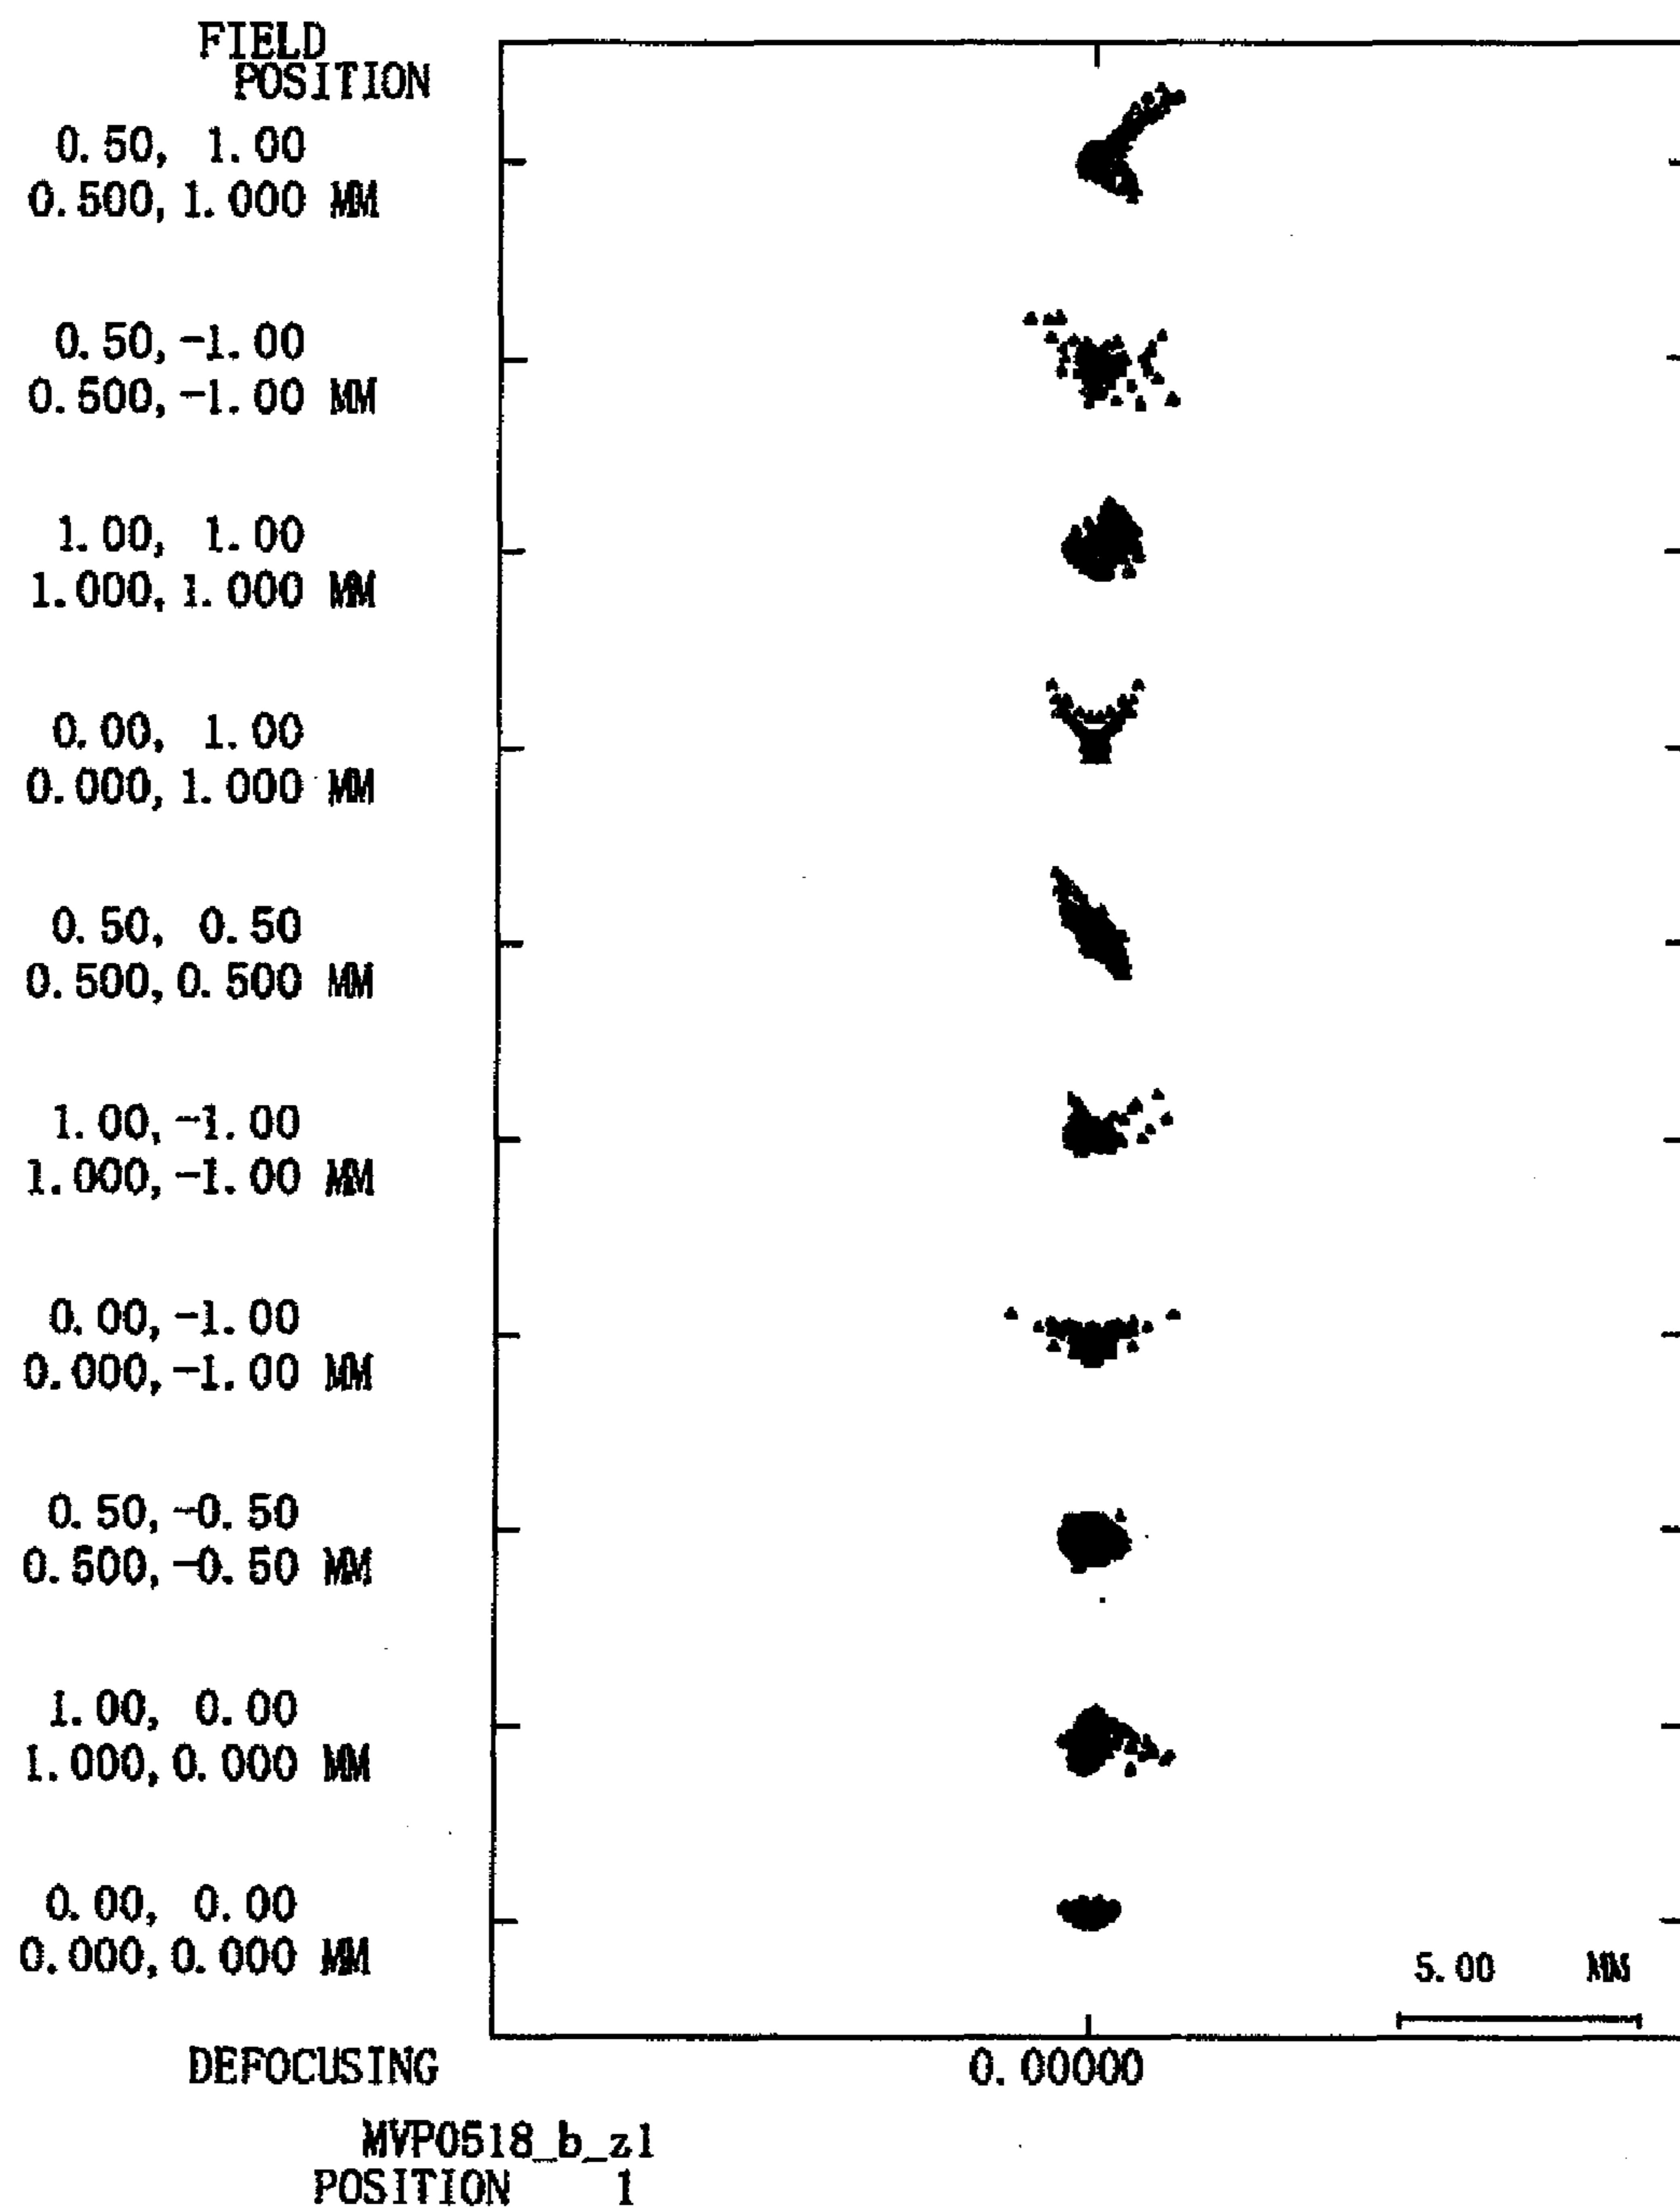 FIELD
POSITION
0.50, 1.00
0.500, 1.000 MM
0.50,-1.00
0.500,-1.00 MM
1.00, 1.00
1.000, 1.000 MM
0.00, 1.00
0.000, 1.000 MM
0.50, 0.50
0.500, 0.500 MM
1.00,-1.00
1.000,-1.00 MM
0.00,-1.00
0.000,-1.00 MM
0.50,-0.50
0.500,-0.50 MM
1.00, 0.00
1.000, 0.000 MM
0.00, 0.00
0.000, 0.000 MM
5.00 MM
DEFOCUSING 0.00000
MVP0518_b_z1
POSITION 1